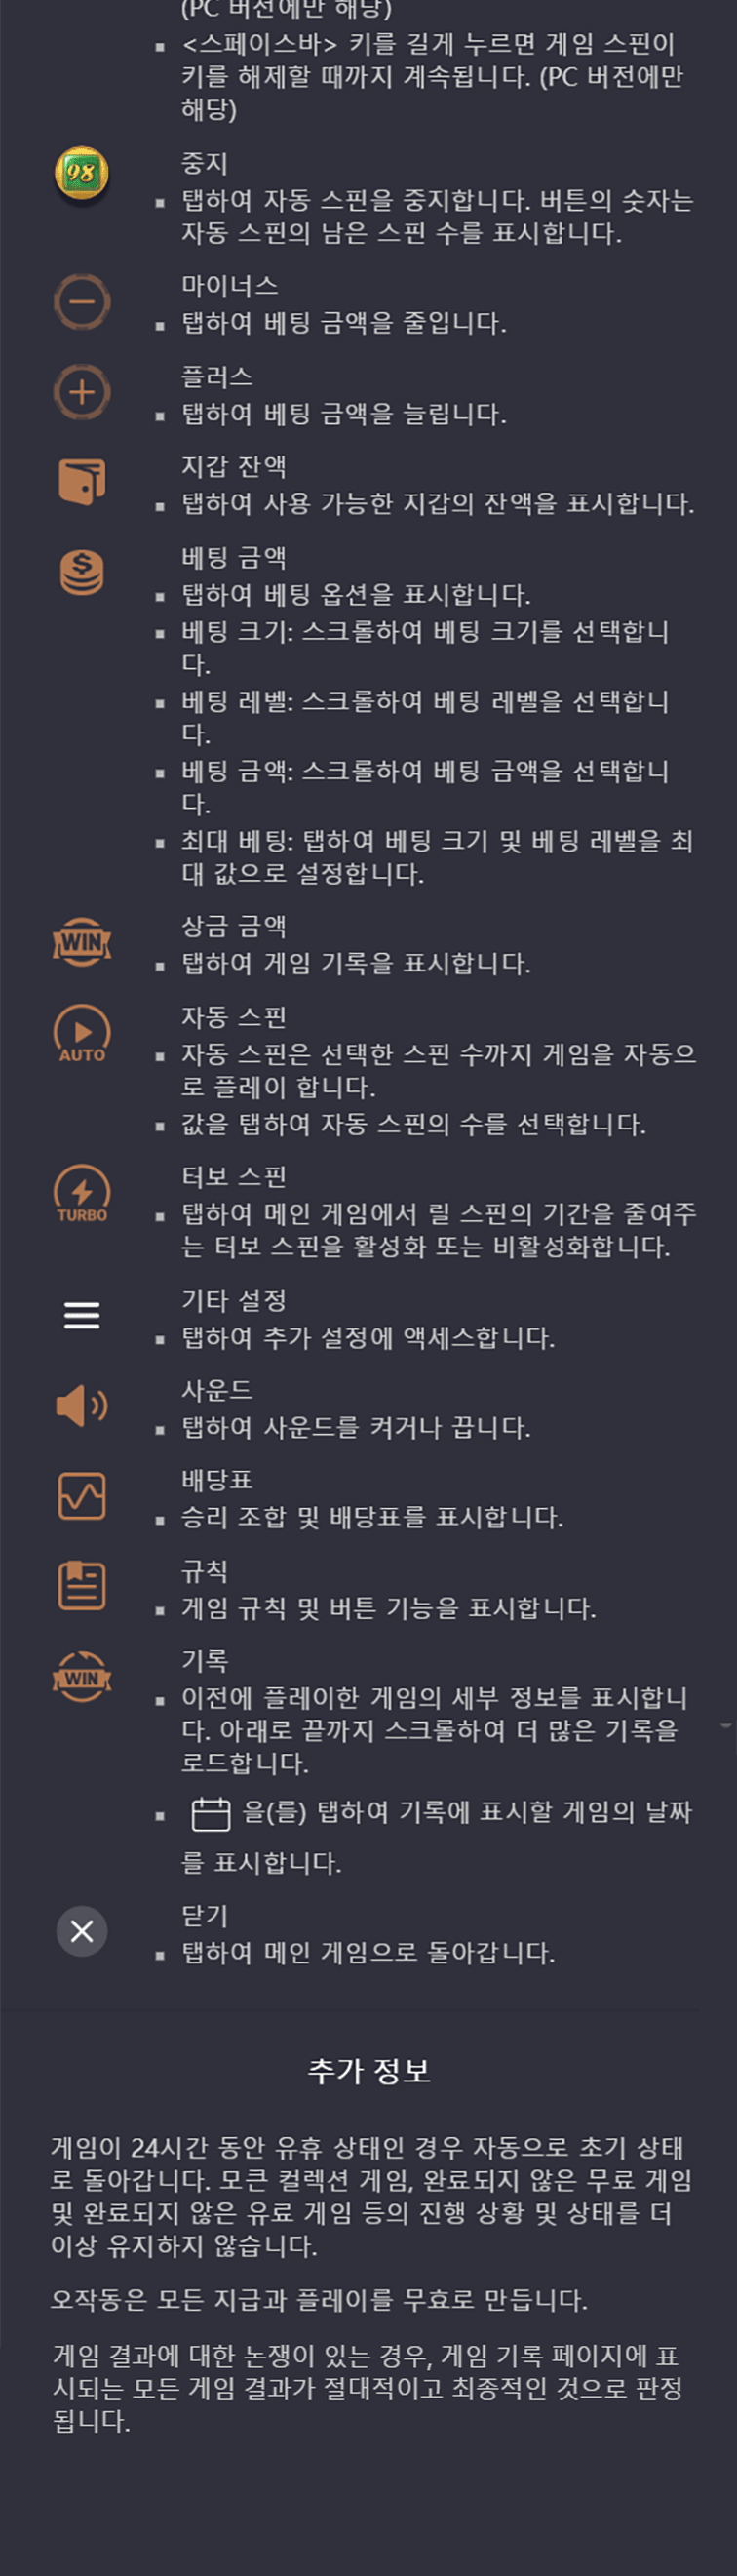 (PC 버전에만 해당)
<스페이스바> 키를 길게 누르면 게임 스핀이
키를 해제할 때까지 계속됩니다. (PC 버전에만
해당)
98
중지
탭하여 자동 스핀을 중지합니다. 버튼의 숫자는
자동 스핀의 남은 스핀 수를 표시합니다.
마이너스
탭하여 베팅 금액을 줄입니다.
플러스
탭하여 베팅 금액을 늘립니다.
지갑 잔액
탭하여 사용 가능한 지갑의 잔액을 표시합니다.
베팅 금액
탭하여 베팅 옵션을 표시합니다.
베팅 크기: 스크롤하여 베팅 크기를 선택합니
다.
베팅 레벨: 스크롤하여 베팅 레벨을 선택합니
다.
베팅 금액: 스크롤하여 베팅 금액을 선택합니
다.
최대 베팅: 탭하여 베팅 크기 및 베팅 레벨을 최
대 값으로 설정합니다.
WIN
상금 금액
탭하여 게임 기록을 표시합니다.
AUTO
자동 스핀
자동 스핀은 선택한 스핀 수까지 게임을 자동으
로 플레이 합니다.
값을 탭하여 자동 스핀의 수를 선택합니다.
TURBO
터보 스핀
탭하여 메인 게임에서 릴 스핀의 기간을 줄여주
는 터보 스핀을 활성화 또는 비활성화합니다.
기타 설정
탭하여 추가 설정에 액세스합니다.
사운드
탭하여 사운드를 켜거나 끕니다.
배당표
승리 조합 및 배당표를 표시합니다.
규칙
게임 규칙 및 버튼 기능을 표시합니다.
WIN
기록
이전에 플레이한 게임의 세부 정보를 표시합니
다. 아래로 끝까지 스크롤하여 더 많은 기록을
로드합니다.
을(를) 탭하여 기록에 표시할 게임의 날짜
를 표시합니다.
닫기
탭하여 메인 게임으로 돌아갑니다.
추가 정보
게임이 24시간 동안 유휴 상태인 경우 자동으로 초기 상태
로 돌아갑니다. 모큰 컬렉션 게임, 완료되지 않은 무료 게임
및 완료되지 않은 유료 게임 등의 진행 상황 및 상태를 더
이상 유지하지 않습니다.
오작동은 모든 지급과 플레이를 무효로 만듭니다.
게임 결과에 대한 논쟁이 있는 경우, 게임 기록 페이지에 표
시되는 모든 게임 결과가 절대적이고 최종적인 것으로 판정
됩니다.